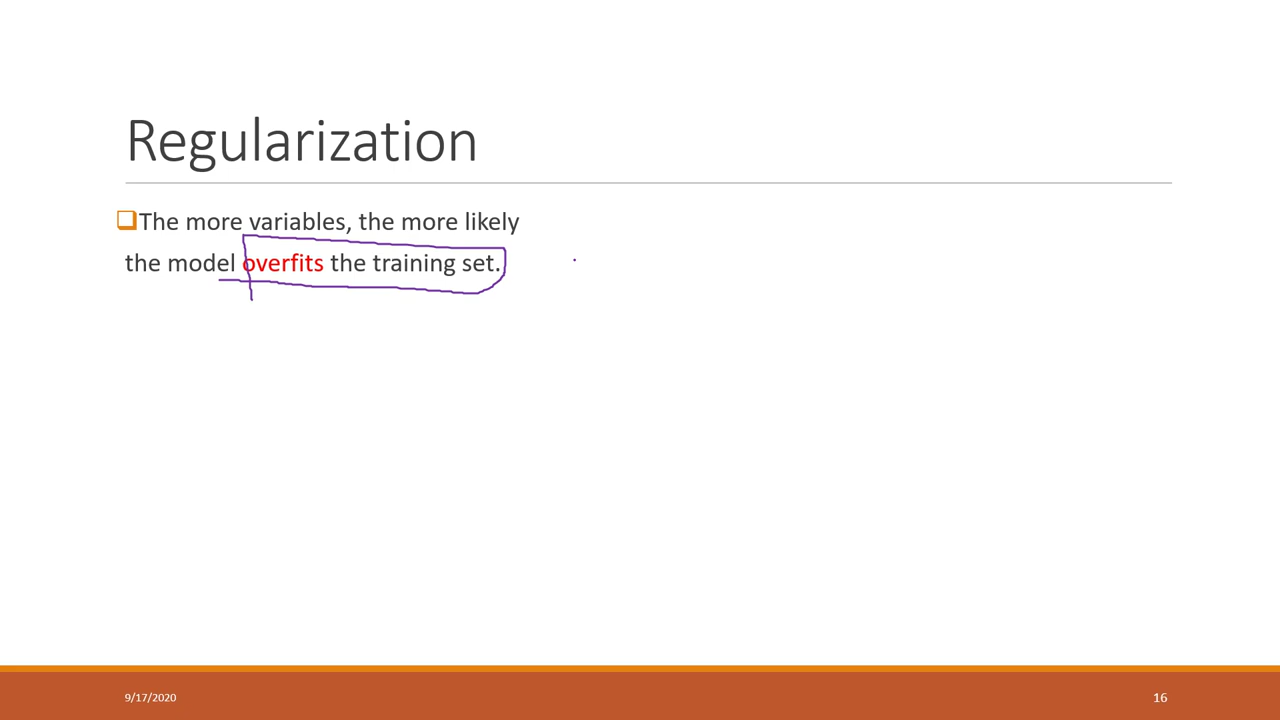 Regularization
The more variables, the more likely
the model overfits the training set.
9/17/2020
16